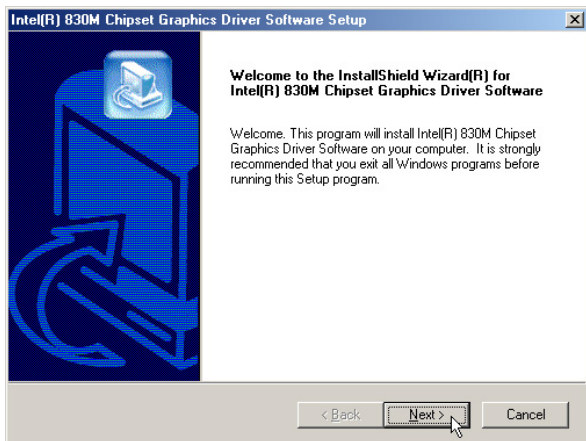 Intel(R) 830M Chipset Graphics Driver Software Setup
Welcome to the InstallShield Wizard(R) for
Intel(R) 830M Chipset Graphics Driver Software
Welcome. This program will install Intel(R) 830M Chipset
Graphics Driver Software on your computer. It is strongly
recommended that you exit all Windows programs before
running this Setup program.
< Back
Next >
Cancel